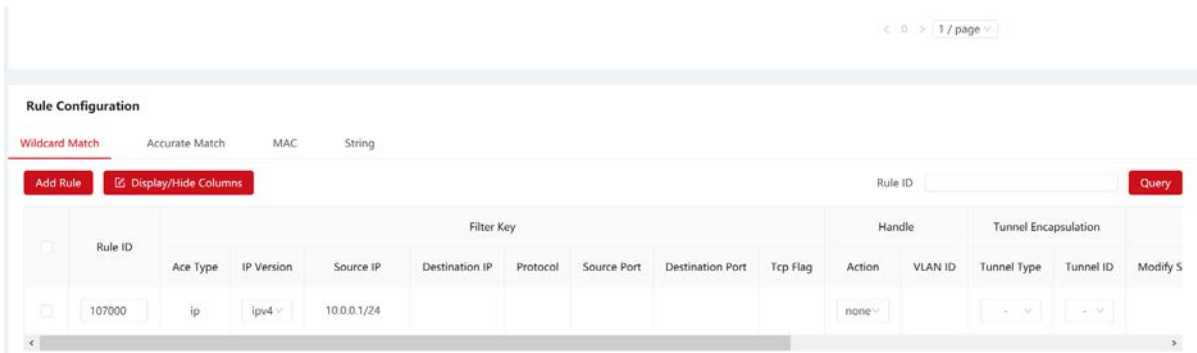 < 0 > 1 / page
Rule Configuration
Wildcard Match Accurate Match MAC String
Add Rule Display/Hide Columns Rule ID Query
Rule ID Filter Key Handle Tunnel Encapsulation
Ace Type IP Version Source IP Destination IP Protocol Source Port Destination Port Tcp Flag Action VLAN ID Tunnel Type Tunnel ID Modify S
107000 ip ipv4 10.0.0.1/24 none - -